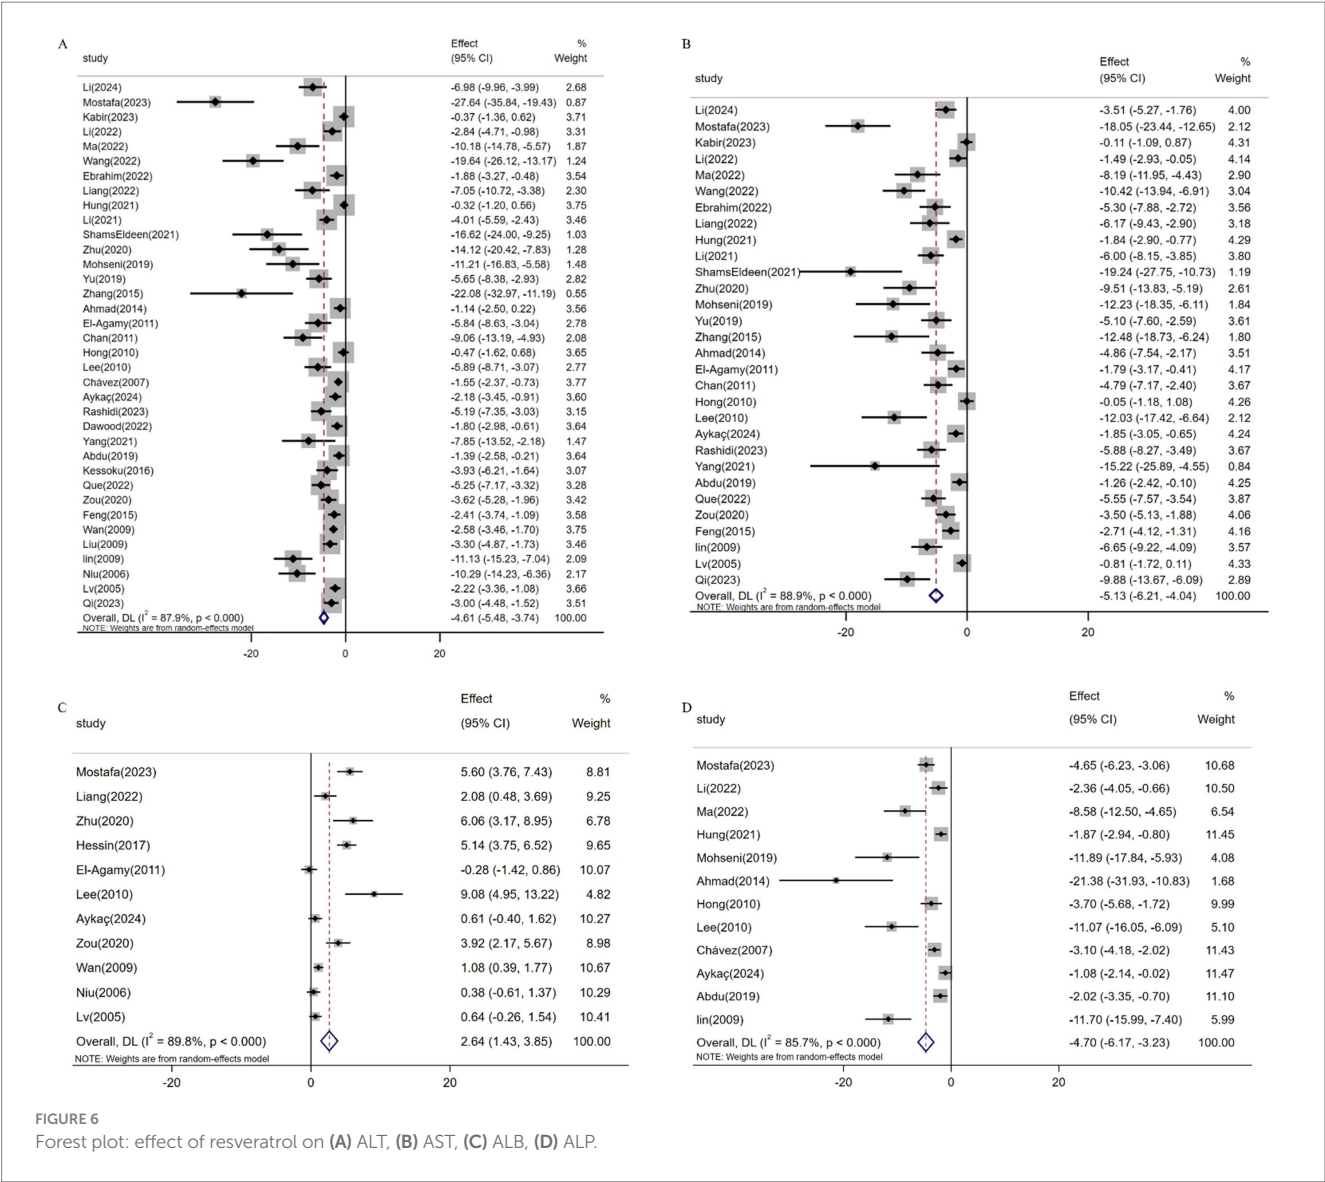 A
Effect %
study (95% CI) Weight
Li(2024) -6.98 (-9.96, -3.99) 2.68
Mostafa(2023) -27.64 (-35.84, -19.43) 0.87
Kabir(2023) -0.37 (-1.36, 0.62) 3.71
Li(2022) -2.84 (-4.71, -0.98) 3.31
Ma(2022) -10.18 (-14.78, -5.57) 1.87
Wang(2022) -19.64 (-26.12, -13.17) 1.24
Ebrahim(2022) -1.88 (-3.27, -0.48) 3.54
Liang(2022) -7.05 (-10.72, -3.38) 2.30
Hung(2021) -0.32 (-1.20, 0.56) 3.75
Li(2021) -4.01 (-5.59, -2.43) 3.46
ShamsEldeen(2021) -16.62 (-24.00, -9.25) 1.03
Zhu(2020) -14.12 (-20.42, -7.83) 1.28
Mohseni(2019) -11.21 (-16.83, -5.58) 1.48
Yu(2019) -5.65 (-8.38, -2.93) 2.82
Zhang(2015) -22.08 (-32.97, -11.19) 0.55
Ahmad(2014) -1.14 (-2.50, 0.22) 3.56
El-Agamy(2011) -5.84 (-8.63, -3.04) 2.78
Chan(2011) -9.06 (-13.19, -4.93) 2.08
Hong(2010) -0.47 (-1.62, 0.68) 3.65
Lee(2010) -5.89 (-8.71, -3.07) 2.77
Chávez(2007) -1.55 (-2.37, -0.73) 3.77
Aykaç(2024) -2.18 (-3.45, -0.91) 3.60
Rashidi(2023) -5.19 (-7.35, -3.03) 3.15
Dawood(2022) -1.80 (-2.98, -0.61) 3.64
Yang(2021) -7.85 (-13.52, -2.18) 1.47
Abdu(2019) -1.39 (-2.58, -0.21) 3.64
Kessoku(2016) -3.93 (-6.21, -1.64) 3.07
Que(2022) -5.25 (-7.17, -3.32) 3.28
Zou(2020) -3.62 (-5.28, -1.96) 3.42
Feng(2015) -2.41 (-3.74, -1.09) 3.58
Wan(2009) -2.58 (-3.46, -1.70) 3.75
Liu(2009) -3.30 (-4.87, -1.73) 3.46
lin(2009) -11.13 (-15.23, -7.04) 2.09
Niu(2006) -10.29 (-14.23, -6.36) 2.17
Lv(2005) -2.22 (-3.36, -1.08) 3.66
Qi(2023) -3.00 (-4.48, -1.52) 3.51
Overall, DL (I² = 87.9%, p < 0.000) -4.61 (-5.48, -3.74) 100.00
NOTE: Weights are from random-effects model
-20 0 20
B
Effect %
(95% CI) Weight
study
Li(2024) -3.51 (-5.27, -1.76) 4.00
Mostafa(2023) -18.05 (-23.44, -12.65) 2.12
Kabir(2023) -0.11 (-1.09, 0.87) 4.31
Li(2022) -1.49 (-2.93, -0.05) 4.14
Ma(2022) -8.19 (-11.95, -4.43) 2.90
Wang(2022) -10.42 (-13.94, -6.91) 3.04
Ebrahim(2022) -5.30 (-7.88, -2.72) 3.56
Liang(2022) -6.17 (-9.43, -2.90) 3.18
Hung(2021) -1.84 (-2.90, -0.77) 4.29
Li(2021) -6.00 (-8.15, -3.85) 3.80
ShamsEldeen(2021) -19.24 (-27.75, -10.73) 1.19
Zhu(2020) -9.51 (-13.83, -5.19) 2.61
Mohseni(2019) -12.23 (-18.35, -6.11) 1.84
Yu(2019) -5.10 (-7.60, -2.59) 3.61
Zhang(2015) -12.48 (-18.73, -6.24) 1.80
Ahmad(2014) -4.86 (-7.54, -2.17) 3.51
El-Agamy(2011) -1.79 (-3.17, -0.41) 4.17
Chan(2011) -4.79 (-7.17, -2.40) 3.67
Hong(2010) -0.05 (-1.18, 1.08) 4.26
Lee(2010) -12.03 (-17.42, -6.64) 2.12
Aykaç(2024) -1.85 (-3.05, -0.65) 4.24
Rashidi(2023) -5.88 (-8.27, -3.49) 3.67
Yang(2021) -15.22 (-25.89, -4.55) 0.84
Abdu(2019) -1.26 (-2.42, -0.10) 4.25
Que(2022) -5.55 (-7.57, -3.54) 3.87
Zou(2020) -3.50 (-5.13, -1.88) 4.06
Feng(2015) -2.71 (-4.12, -1.31) 4.16
lin(2009) -6.65 (-9.22, -4.09) 3.57
Lv(2005) -0.81 (-1.72, 0.11) 4.33
Qi(2023) -9.88 (-13.67, -6.09) 2.89
Overall, DL (I² = 88.9%, p < 0.000) -5.13 (-6.21, -4.04) 100.00
NOTE: Weights are from random-effects model
-20 0 20
C
Effect %
study (95% CI) Weight
Mostafa(2023) 5.60 (3.76, 7.43) 8.81
Liang(2022) 2.08 (0.48, 3.69) 9.25
Zhu(2020) 6.06 (3.17, 8.95) 6.78
Hessin(2017) 5.14 (3.75, 6.52) 9.65
El-Agamy(2011) -0.28 (-1.42, 0.86) 10.07
Lee(2010) 9.08 (4.95, 13.22) 4.82
Aykaç(2024) 0.61 (-0.40, 1.62) 10.27
Zou(2020) 3.92 (2.17, 5.67) 8.98
Wan(2009) 1.08 (0.39, 1.77) 10.67
Niu(2006) 0.38 (-0.61, 1.37) 10.29
Lv(2005) 0.64 (-0.26, 1.54) 10.41
Overall, DL (I² = 89.8%, p < 0.000) 2.64 (1.43, 3.85) 100.00
NOTE: Weights are from random-effects model
-20 0 20
D
Effect %
study (95% CI) Weight
Mostafa(2023) -4.65 (-6.23, -3.06) 10.68
Li(2022) -2.36 (-4.05, -0.66) 10.50
Ma(2022) -8.58 (-12.50, -4.65) 6.54
Hung(2021) -1.87 (-2.94, -0.80) 11.45
Mohseni(2019) -11.89 (-17.84, -5.93) 4.08
Ahmad(2014) -21.38 (-31.93, -10.83) 1.68
Hong(2010) -3.70 (-5.68, -1.72) 9.99
Lee(2010) -11.07 (-16.05, -6.09) 5.10
Chávez(2007) -3.10 (-4.18, -2.02) 11.43
Aykaç(2024) -1.08 (-2.14, -0.02) 11.47
Abdu(2019) -2.02 (-3.35, -0.70) 11.10
lin(2009) -11.70 (-15.99, -7.40) 5.99
Overall, DL (I² = 85.7%, p < 0.000) -4.70 (-6.17, -3.23) 100.00
NOTE: Weights are from random-effects model
-20 0 20
FIGURE 6
Forest plot: effect of resveratrol on (A) ALT, (B) AST, (C) ALB, (D) ALP.